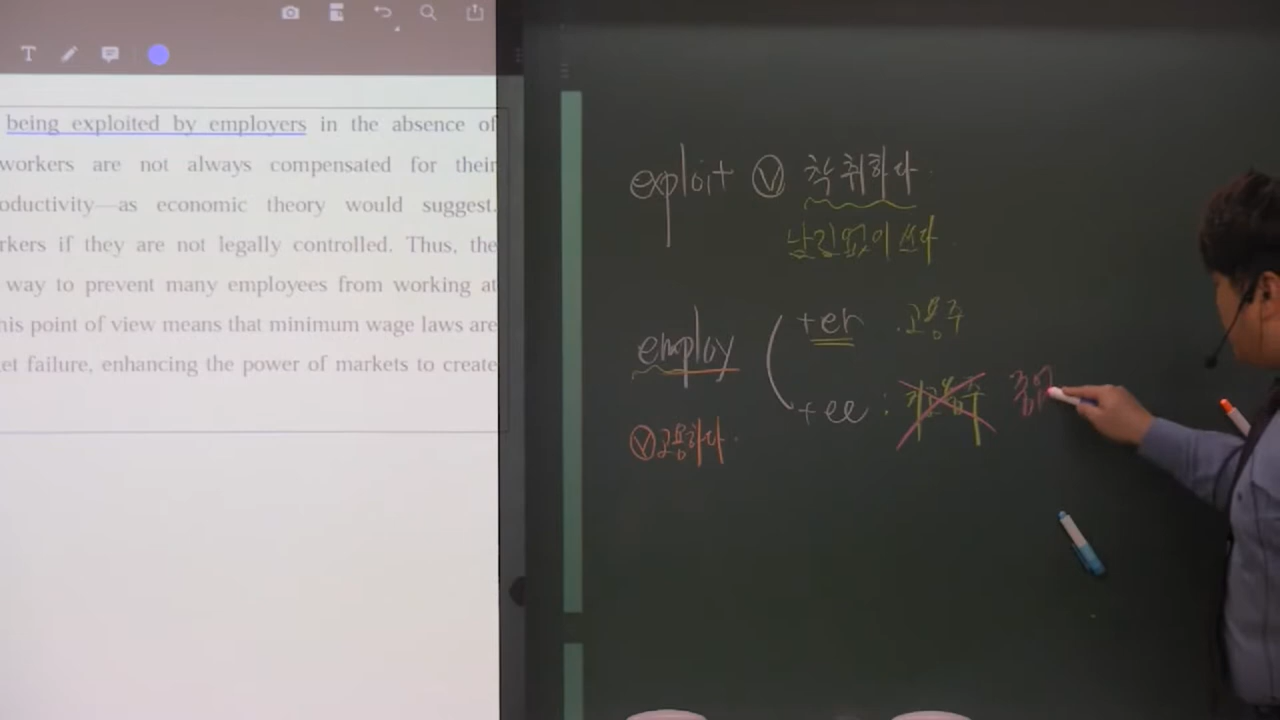 being exploited by employers in the absence of
workers are not always compensated for their
oductivity—as economic theory would suggest.
rkers if they are not legally controlled. Thus, the
way to prevent many employees from working at
his point of view means that minimum wage laws are
et failure, enhancing the power of markets to create
exploit ⓥ 착취하다.
남김없이 쓰다.
employ
+er . 고용주
+ee :
ⓥ고용하다.